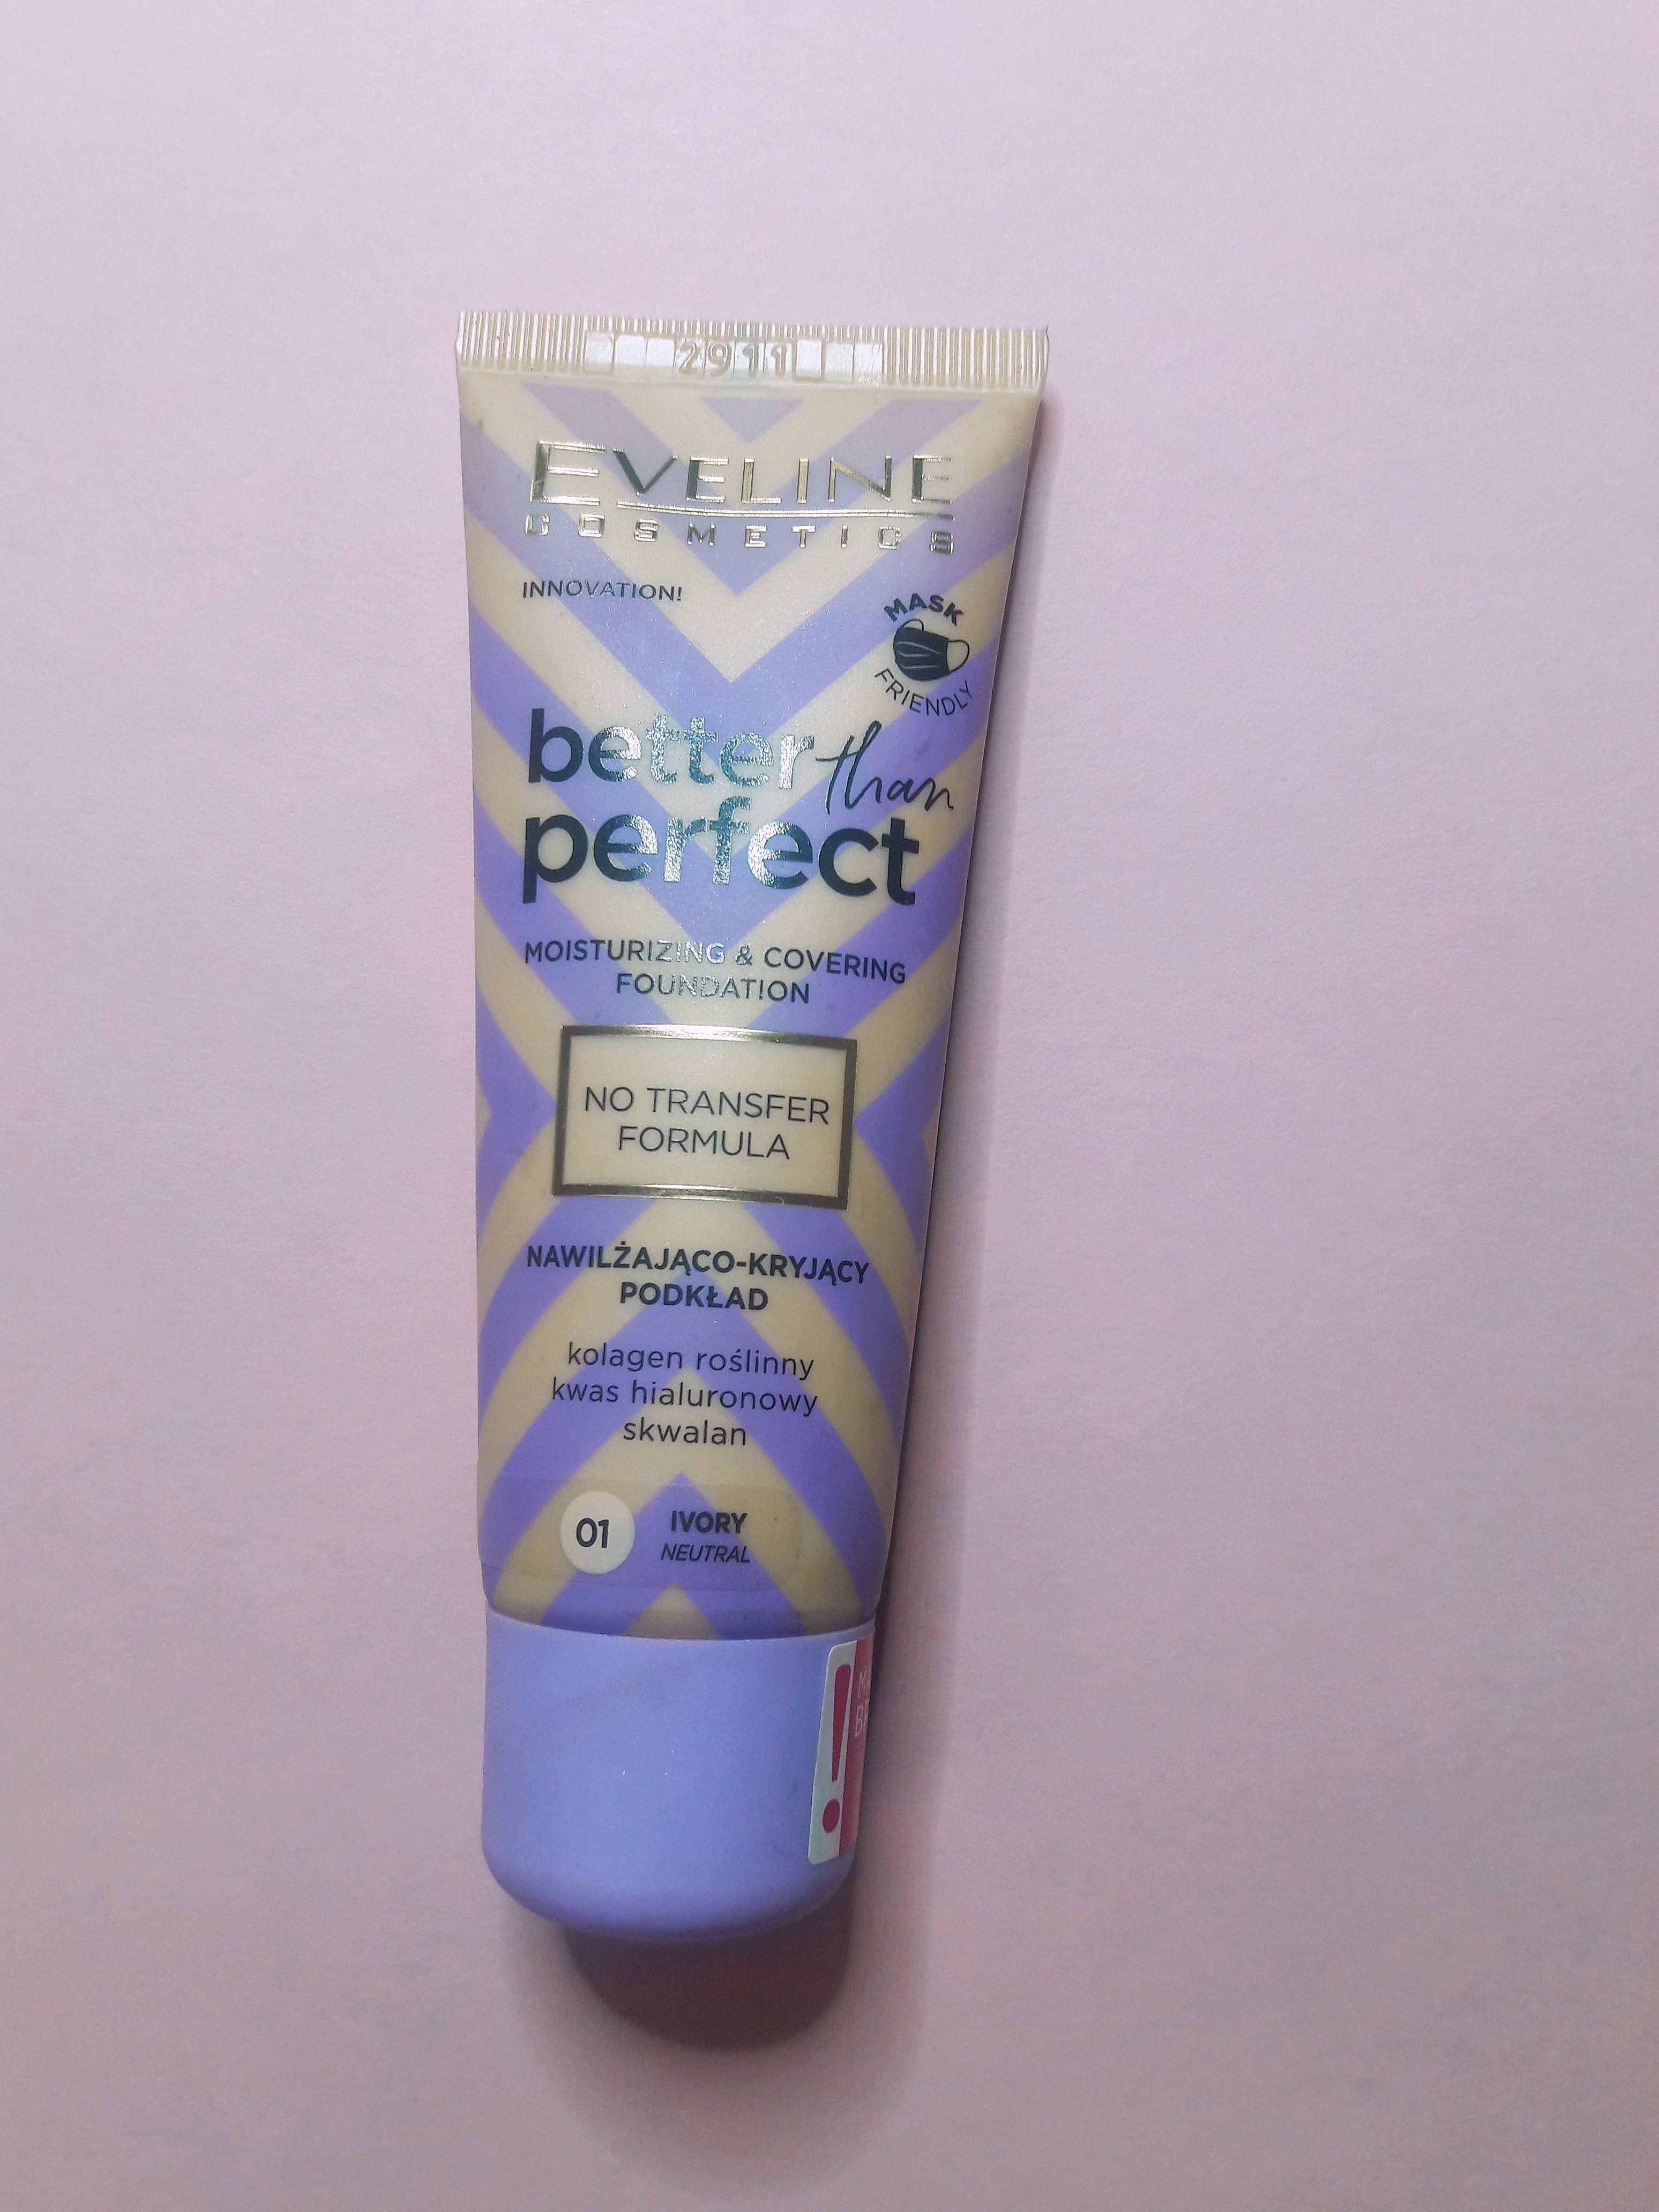 2911
EVELINE
COSMETICS
INNOVATION!
MASK
FRIENDLY
better than
perfect
MOISTURIZING & COVERING
FOUNDATION
NO TRANSFER
FORMULA
NAWILŻAJĄCO-KRYJĄCY
PODKŁAD
kolagen roślinny
kwas hialuronowy
skwalan
01
IVORY
NEUTRAL
!